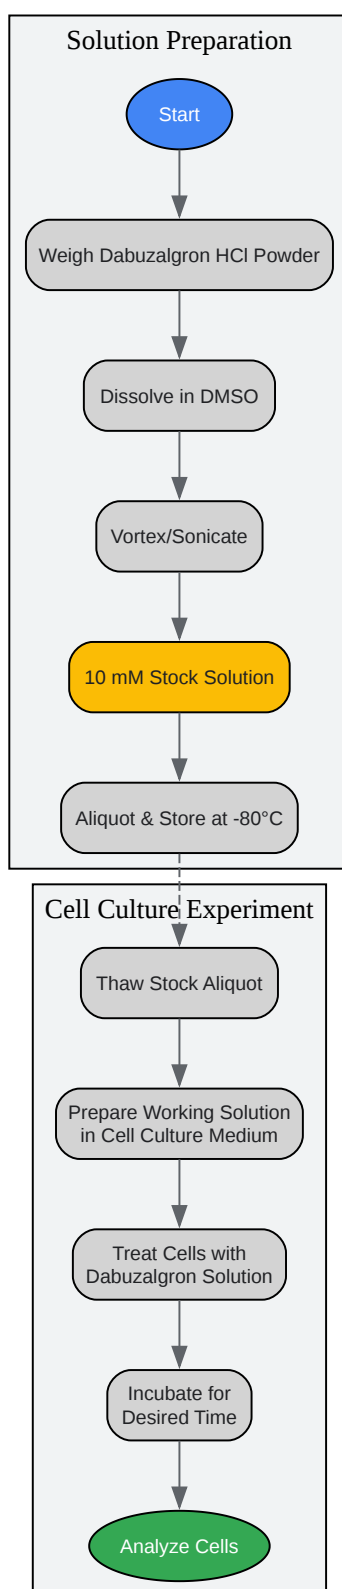 Solution Preparation
Start
Weigh Dabuzalgron HCl Powder
Dissolve in DMSO
Vortex/Sonicate
10 mM Stock Solution
Aliquot & Store at -80°C
Cell Culture Experiment
Thaw Stock Aliquot
Prepare Working Solution
in Cell Culture Medium
Treat Cells with
Dabuzalgron Solution
Incubate for
Desired Time
Analyze Cells